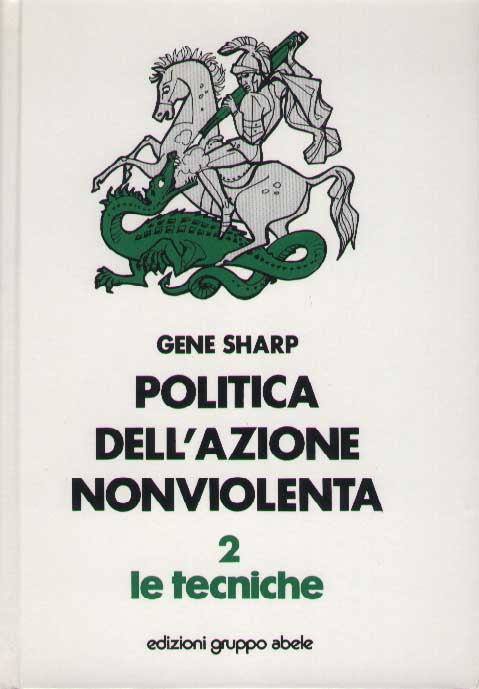 GENE SHARP
POLITICA
DELL'AZIONE
NONVIOLENTA
2
le tecniche
edizioni gruppo abele